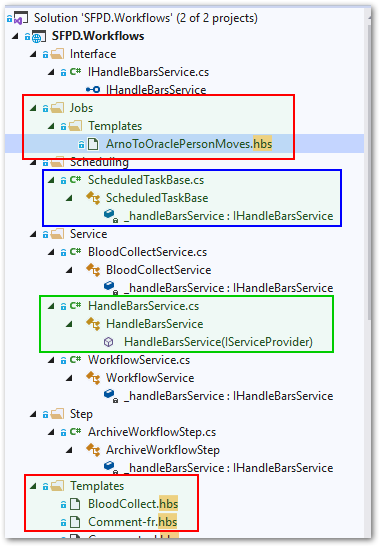 Solution 'SFPD.Workflows' (2 of 2 projects)
SFPD.Workflows
Interface
C# IHandleBbarsService.cs
IHandleBarsService
Jobs
Templates
ArnoToOraclePersonMoves.hbs
Scheduling
C# ScheduledTaskBase.cs
ScheduledTaskBase
_handleBarsService : IHandleBarsService
Service
C# BloodCollectService.cs
BloodCollectService
_handleBarsService : IHandleBarsService
C# HandleBarsService.cs
HandleBarsService
HandleBarsService(IServiceProvider)
C# WorkflowService.cs
WorkflowService
_handleBarsService : IHandleBarsService
Step
C# ArchiveWorkflowStep.cs
ArchiveWorkflowStep
_handleBarsService : IHandleBarsService
Templates
BloodCollect.hbs
Comment-fr.hbs